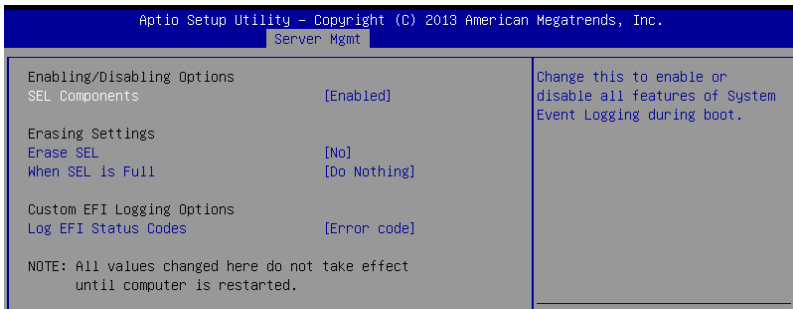 Aptio Setup Utility – Copyright (C) 2013 American Megatrends, Inc.
Server Mgmt
Enabling/Disabling Options
SEL Components [Enabled]
Erasing Settings
Erase SEL [No]
When SEL is Full [Do Nothing]
Custom EFI Logging Options
Log EFI Status Codes [Error code]
NOTE: All values changed here do not take effect
until computer is restarted.
Change this to enable or
disable all features of System
Event Logging during boot.